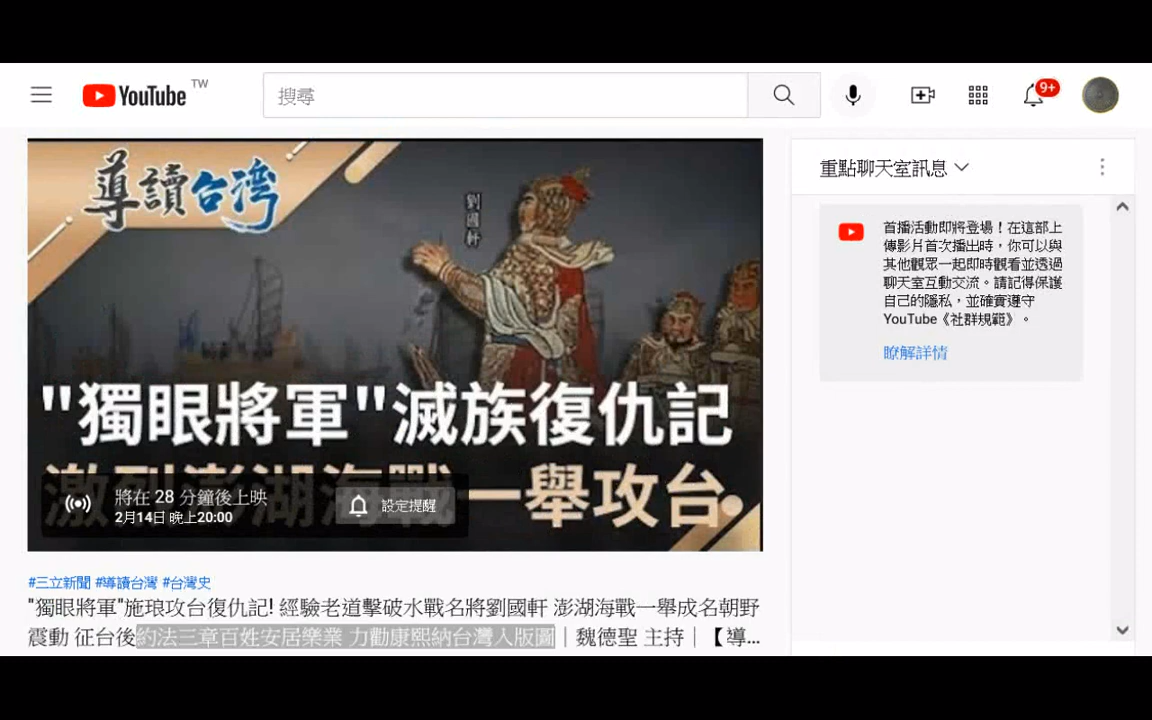 YouTube TW
搜尋
9+
導讀台灣
劉國軒
"獨眼將軍"滅族復仇記
激烈澎湖海戰一舉攻台
將在 28 分鐘後上映
2月14日 晚上20:00
設定提醒
#三立新聞 #導讀台灣 #台灣史
"獨眼將軍"施琅攻台復仇記! 經驗老道擊破水戰名將劉國軒 澎湖海戰一舉成名朝野
震動 征台後約法三章百姓安居樂業 力勸康熙納台灣入版圖｜魏德聖 主持｜【導...
重點聊天室訊息
首播活動即將登場！在這部上
傳影片首次播出時，你可以與
其他觀眾一起即時觀看並透過
聊天室互動交流。請記得保護
自己的隱私，並確實遵守
YouTube《社群規範》。
瞭解詳情